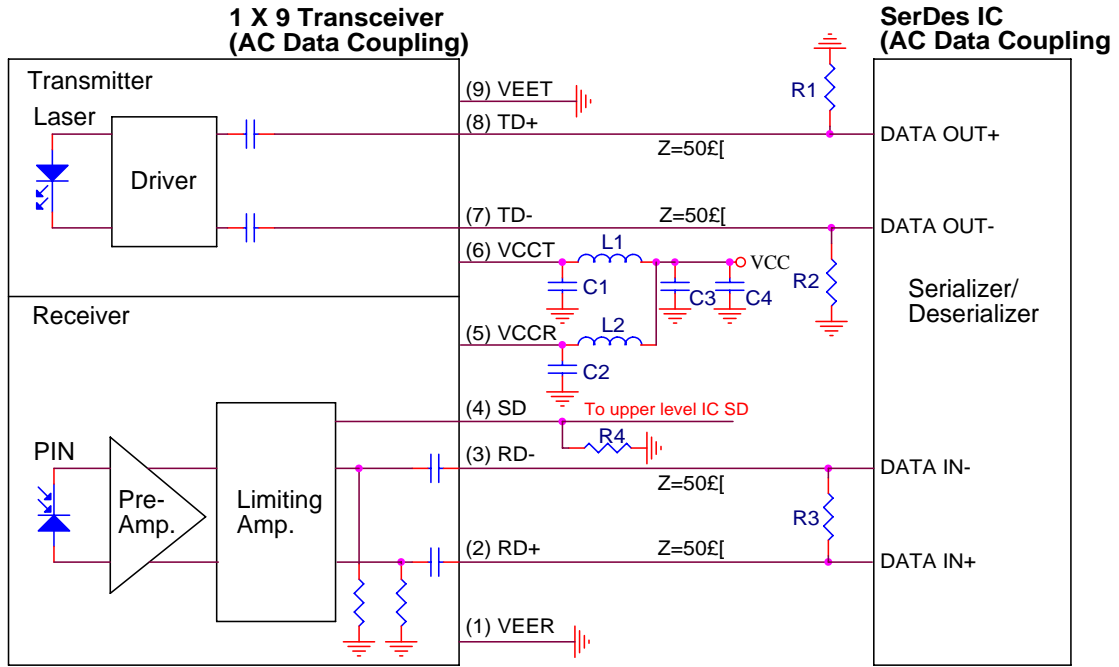 1 X 9 Transceiver
(AC Data Coupling)
SerDes IC
(AC Data Coupling
Transmitter
Laser
Driver
(9) VEET
(8) TD+
Z=50£[
R1
DATA OUT+
(7) TD-
Z=50£[
DATA OUT-
(6) VCCT
L1
VCC
C1
C3
C4
R2
Serializer/
Deserializer
Receiver
(5) VCCR
L2
C2
(4) SD
To upper level IC SD
R4
PIN
Pre-
Amp.
Limiting
Amp.
(3) RD-
Z=50£[
DATA IN-
R3
(2) RD+
Z=50£[
DATA IN+
(1) VEER